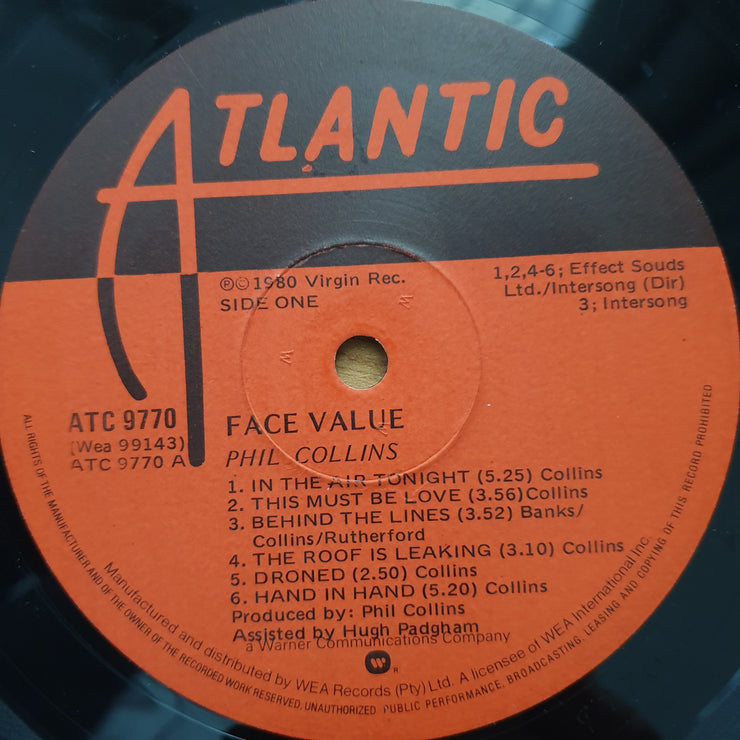 ATLANTIC
℗© 1980 Virgin Rec.
SIDE ONE
1,2,4-6; Effect Souds
Ltd./Intersong (Dir)
3; Intersong
ATC 9770
(Wea 99143)
ATC 9770 A
FACE VALUE
PHIL COLLINS
1. IN THE AIR TONIGHT (5.25) Collins
2. THIS MUST BE LOVE (3.56)Collins
3. BEHIND THE LINES (3.52) Banks/
Collins/Rutherford
4. THE ROOF IS LEAKING (3.10) Collins
5. DRONED (2.50) Collins
6. HAND IN HAND (5.20) Collins
Produced by: Phil Collins
Assisted by Hugh Padgham
a Warner Communications Company
W
R
Manufactured and distributed by WEA Records (Pty) Ltd. A licensee of WEA International Inc.
ALL RIGHTS OF THE MANUFACTURER AND OF THE OWNER OF THE RECORDED WORK RESERVED. UNAUTHORIZED PUBLIC PERFORMANCE, BROADCASTING, LEASING AND COPYING OF THIS RECORD PROHIBITED